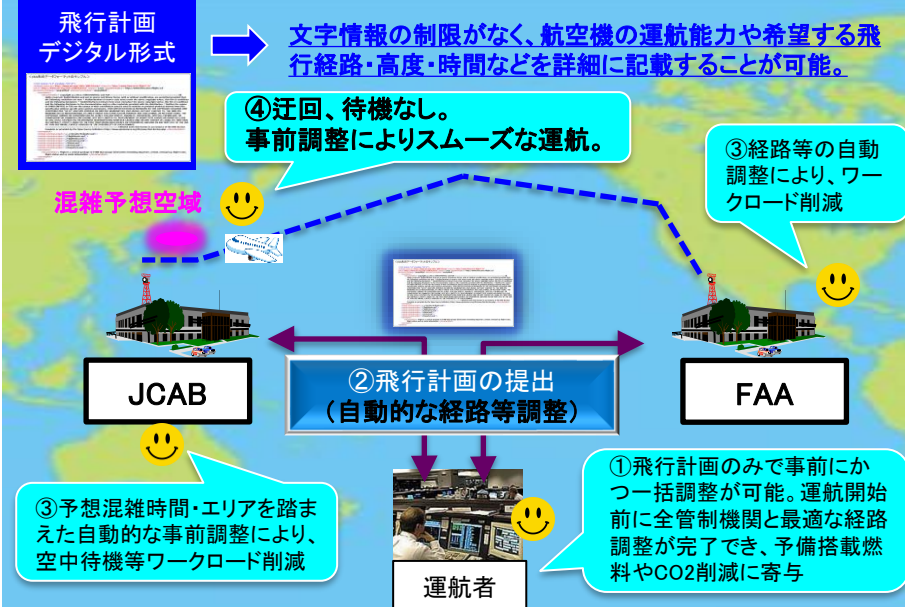 飛行計画
デジタル形式
文字情報の制限がなく、航空機の運航能力や希望する飛
行経路・高度・時間などを詳細に記載することが可能。
④迂回、待機なし。
事前調整によりスムーズな運航。
③経路等の自動
調整により、ワー
クロード削減
混雑予想空域
JCAB
②飛行計画の提出
（自動的な経路等調整）
FAA
③予想混雑時間・エリアを踏ま
えた自動的な事前調整により、
空中待機等ワークロード削減
①飛行計画のみで事前にか
つ一括調整が可能。運航開始
前に全管制機関と最適な経路
調整が完了でき、予備搭載燃
料やCO2削減に寄与
運航者